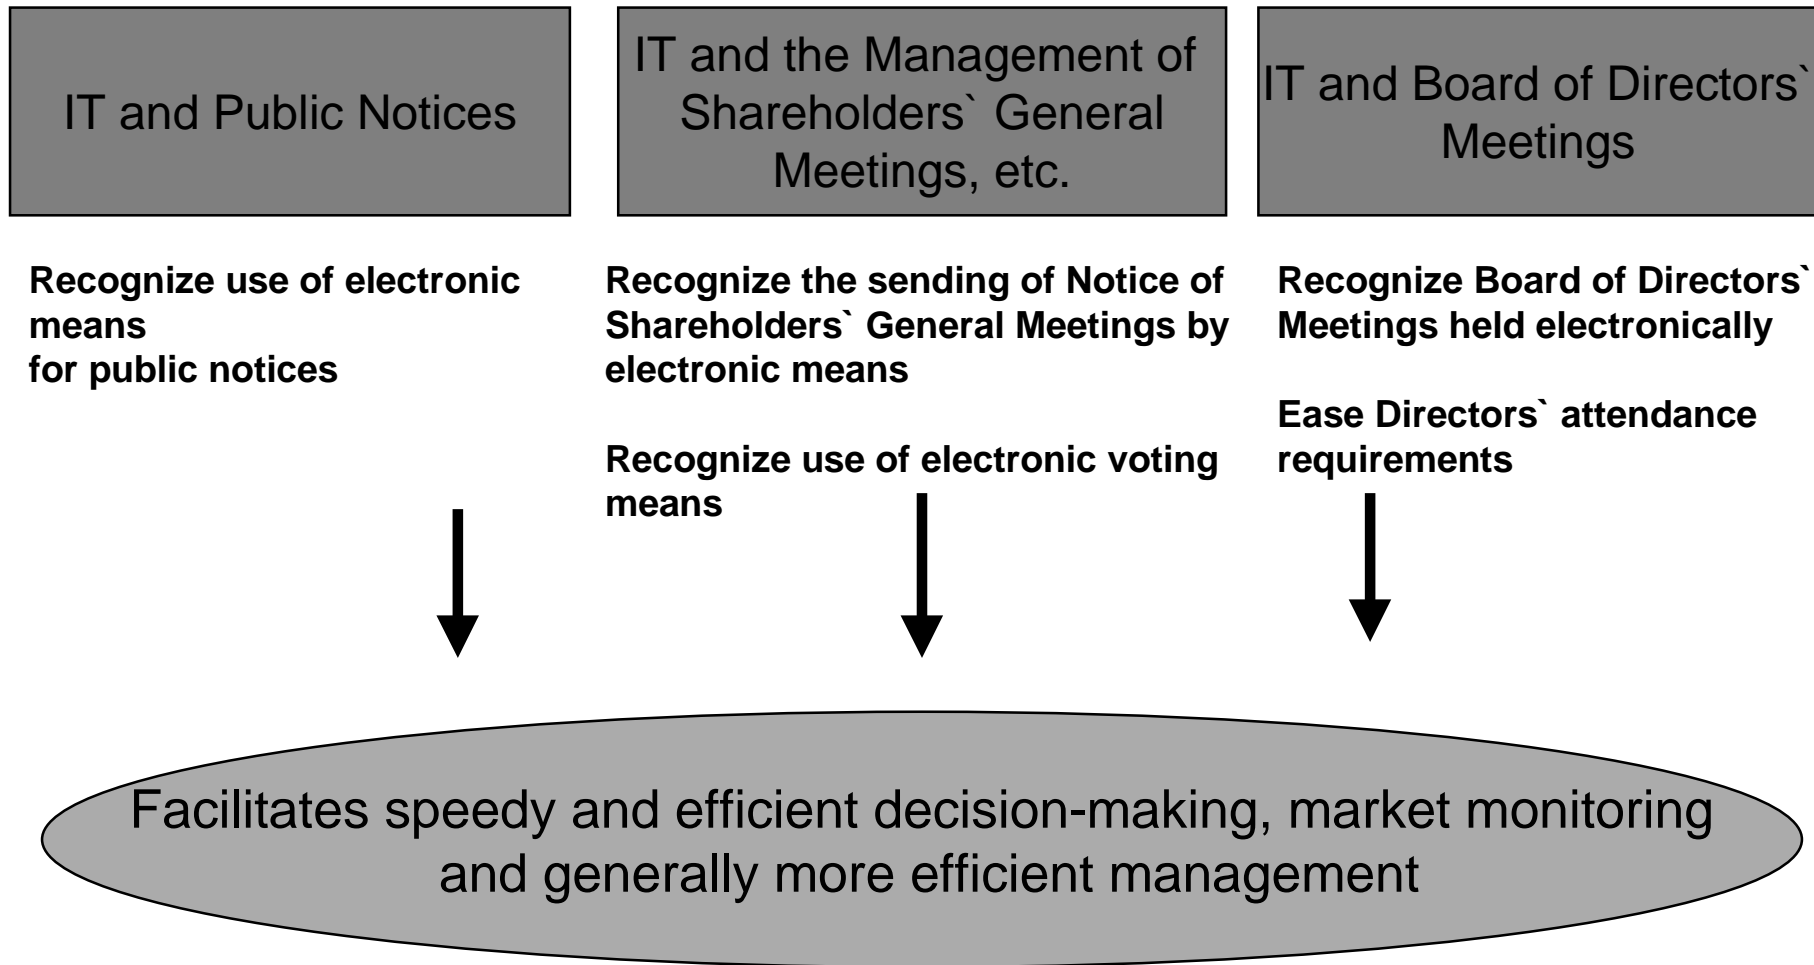 IT and Public Notices
IT and the Management of
Shareholders` General
Meetings, etc.
IT and Board of Directors`
Meetings
Recognize use of electronic
means
for public notices
Recognize the sending of Notice of
Shareholders` General Meetings by
electronic means
Recognize use of electronic voting
means
Recognize Board of Directors`
Meetings held electronically
Ease Directors` attendance
requirements
Facilitates speedy and efficient decision-making, market monitoring
and generally more efficient management